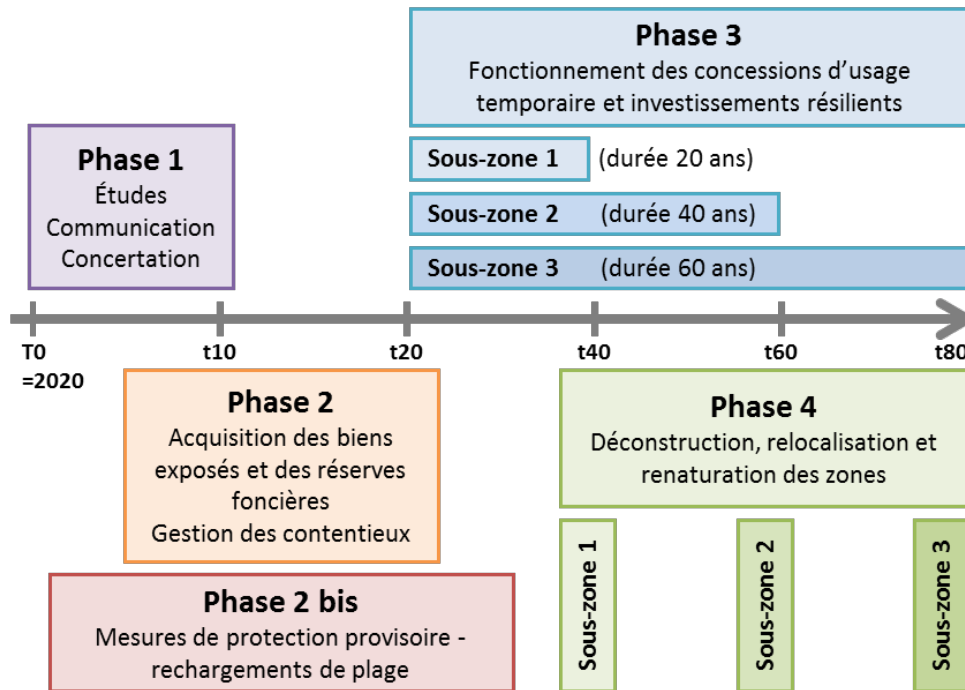 Phase 3
Fonctionnement des concessions d’usage
temporaire et investissements résilients
Phase 1
Études
Communication
Concertation
Sous-zone 1 (durée 20 ans)
Sous-zone 2 (durée 40 ans)
Sous-zone 3 (durée 60 ans)
T0 t10 t20 t40 t60 t80
=2020
Phase 2
Acquisition des biens
exposés et des réserves
foncières
Gestion des contentieux
Phase 4
Déconstruction, relocalisation et
renaturation des zones
Phase 2 bis
Mesures de protection provisoire -
rechargements de plage
Sous-zone 1
Sous-zone 2
Sous-zone 3